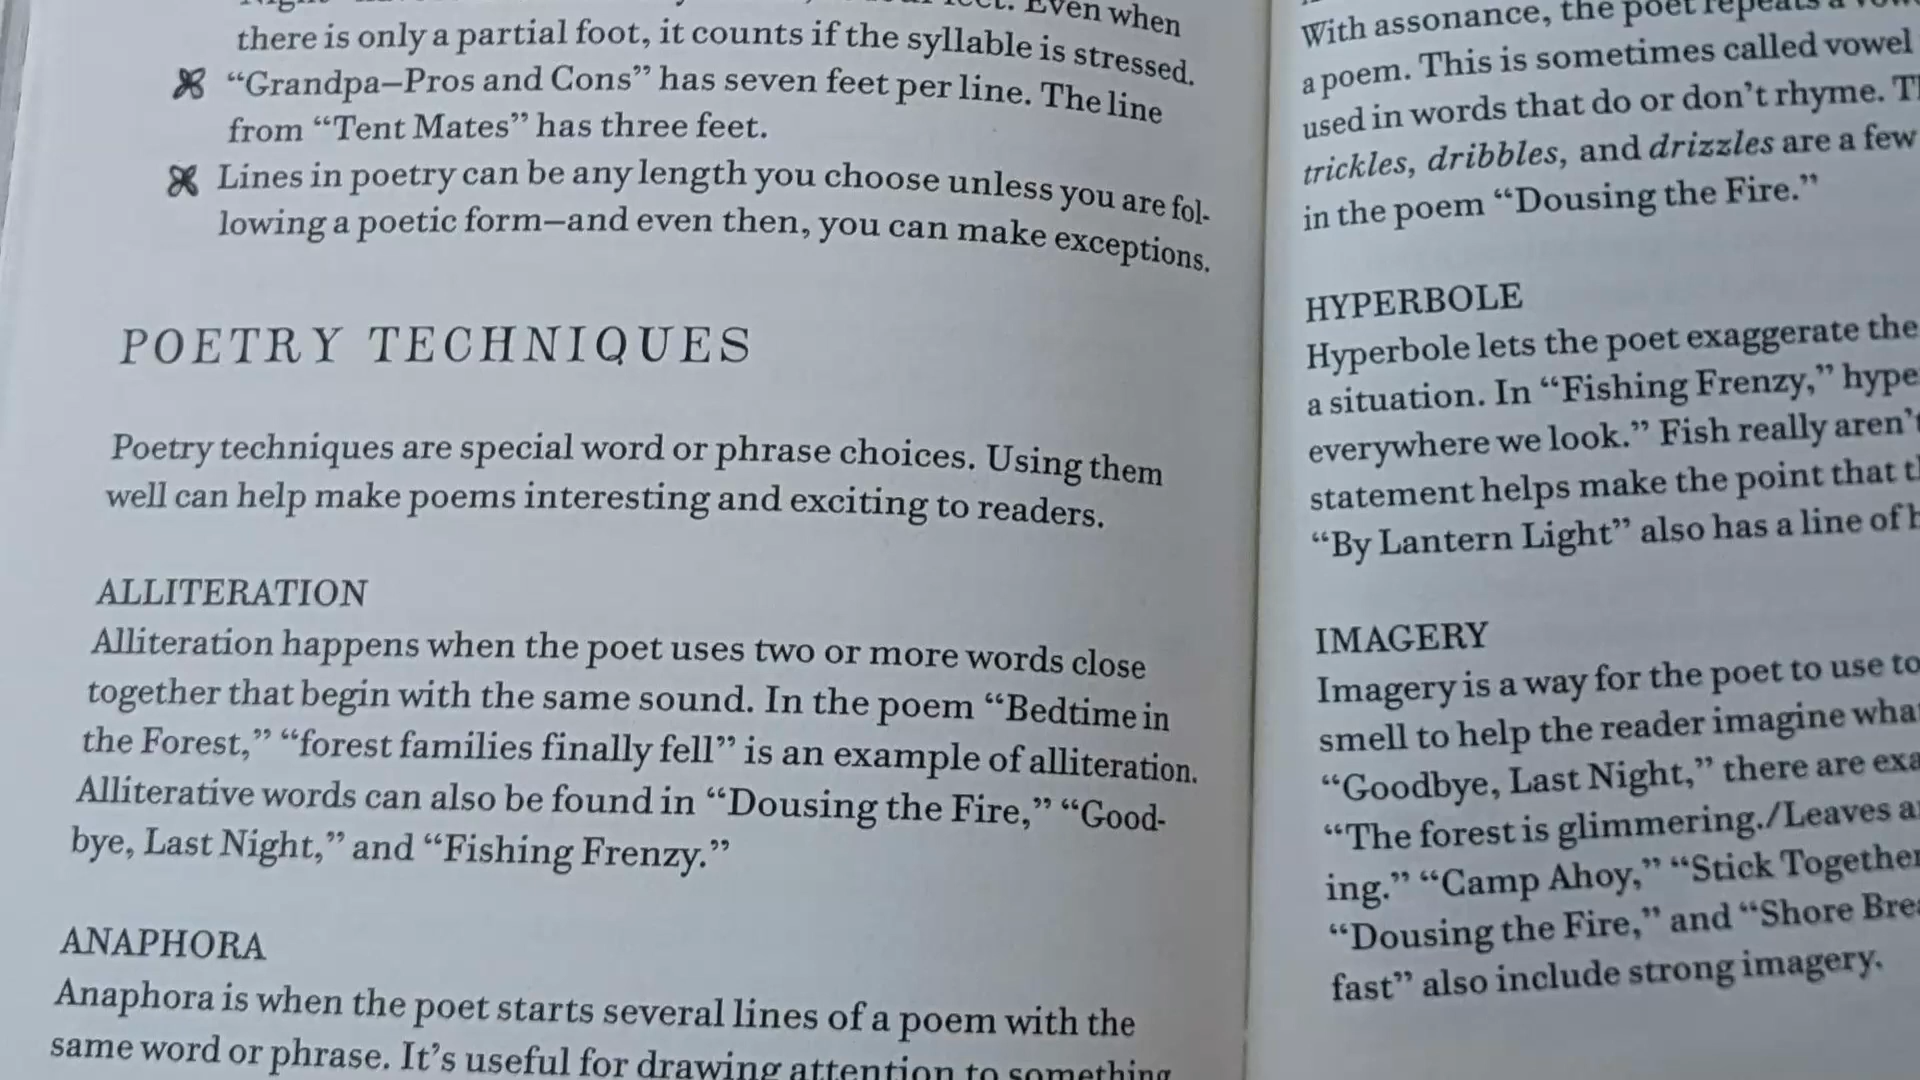 Even when
there is only a partial foot, it counts if the syllable is stressed.
“Grandpa–Pros and Cons” has seven feet per line. The line
from “Tent Mates” has three feet.
Lines in poetry can be any length you choose unless you are fol-
lowing a poetic form—and even then, you can make exceptions.
POETRY TECHNIQUES
Poetry techniques are special word or phrase choices. Using them
well can help make poems interesting and exciting to readers.
ALLITERATION
Alliteration happens when the poet uses two or more words close
together that begin with the same sound. In the poem “Bedtime in
the Forest,” “forest families finally fell” is an example of alliteration.
Alliterative words can also be found in “Dousing the Fire,” “Good-
bye, Last Night,” and “Fishing Frenzy.”
ANAPHORA
Anaphora is when the poet starts several lines of a poem with the
same word or phrase. It’s useful for drawing attention to something
With assonance, the poet repeats a
a poem. This is sometimes called vowel
used in words that do or don’t rhyme.
trickles, dribbles, and drizzles are a few
in the poem “Dousing the Fire.”
HYPERBOLE
Hyperbole lets the poet exaggerate the
a situation. In “Fishing Frenzy,” hype
everywhere we look.” Fish really aren’t
statement helps make the point that
“By Lantern Light” also has a line of
IMAGERY
Imagery is a way for the poet to use
smell to help the reader imagine
“Goodbye, Last Night,” there are
“The forest is glimmering./Leaves
ing.” “Camp Ahoy,” “Stick Together
“Dousing the Fire,” and “Shore
fast” also include strong imagery.